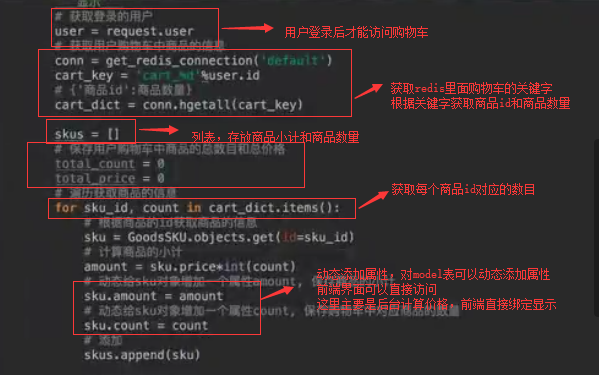 显示
# 获取登录的用户
user = request.user
用户登录后才能访问购物车
# 获取用户购物车中商品的信息
conn = get_redis_connection('default')
cart_key = 'cart_%d'%user.id
# {'商品id':商品数量}
cart_dict = conn.hgetall(cart_key)
获取redis里面购物车的关键字
根据关键字获取商品id和商品数量
skus = []
列表，存放商品小计和商品数量
# 保存用户购物车中商品的总数目和总价格
total_count = 0
total_price = 0
# 遍历获取商品的信息
for sku_id, count in cart_dict.items():
获取每个商品id对应的数目
# 根据商品的id获取商品的信息
sku = GoodsSKU.objects.get(id=sku_id)
# 计算商品的小计
amount = sku.price*int(count)
# 动态给sku对象增加一个属性amount, 保存
sku.amount = amount
# 动态给sku对象增加一个属性count, 保存购物车中对应商品的数量
sku.count = count
动态添加属性，对model表可以动态添加属性
前端界面可以直接访问
这里主要是后台计算价格，前端直接绑定显示
# 添加
skus.append(sku)